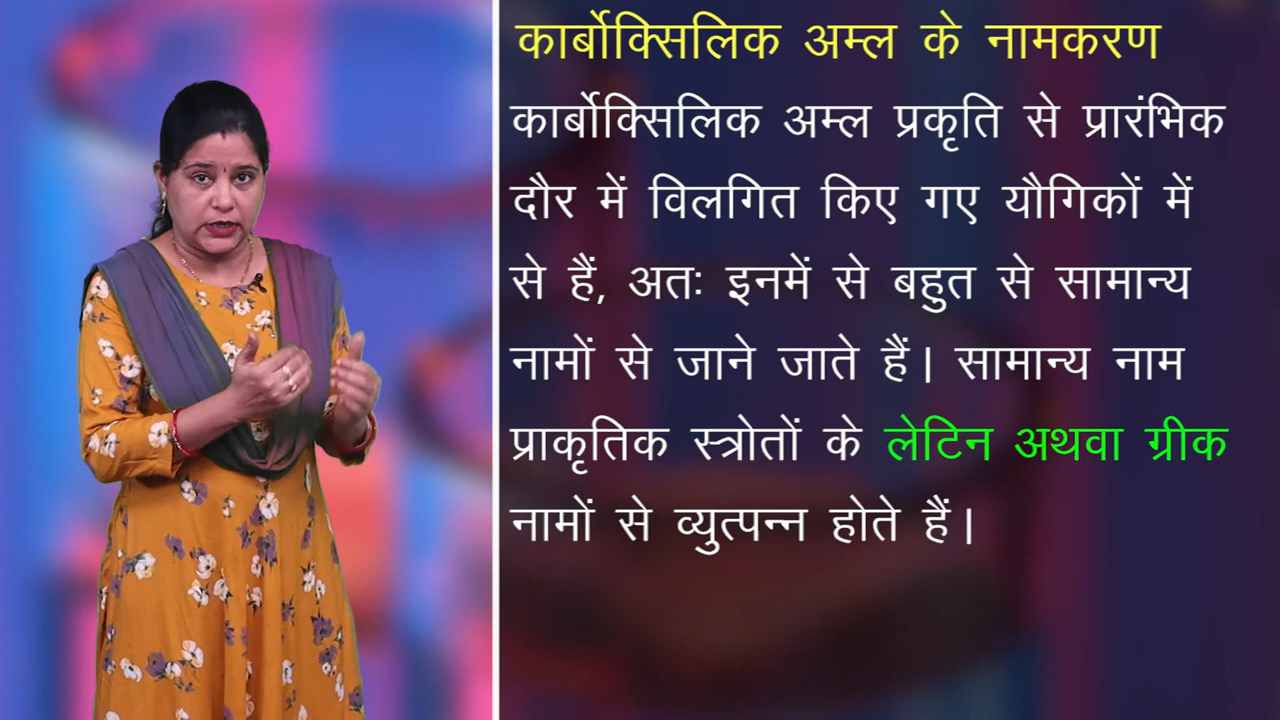 कार्बोक्सिलिक अम्ल के नामकरण
कार्बोक्सिलिक अम्ल प्रकृति से प्रारंभिक
दौर में विलगित किए गए यौगिकों में
से हैं, अतः इनमें से बहुत से सामान्य
नामों से जाने जाते हैं। सामान्य नाम
प्राकृतिक स्त्रोतों के लेटिन अथवा ग्रीक
नामों से व्युत्पन्न होते हैं।